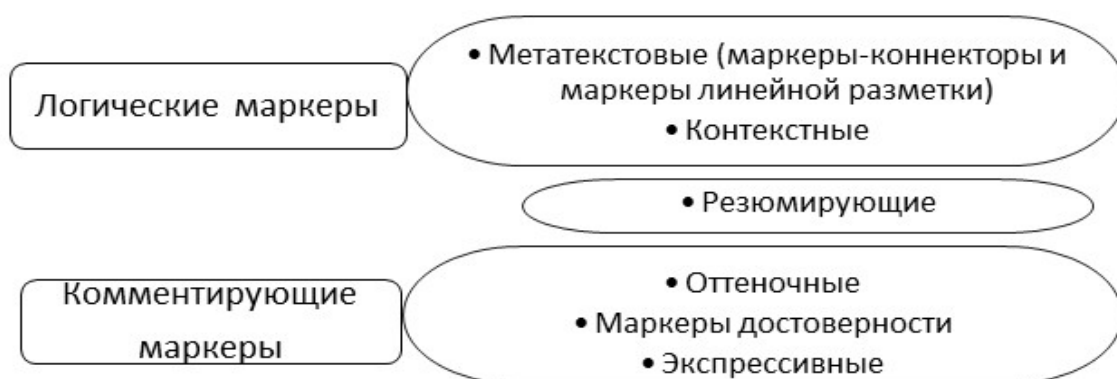 Логические маркеры
• Метатекстовые (маркеры-коннекторы и
маркеры линейной разметки)
• Контекстные
• Резюмирующие
Комментирующие
маркеры
• Оттеночные
• Маркеры достоверности
• Экспрессивные